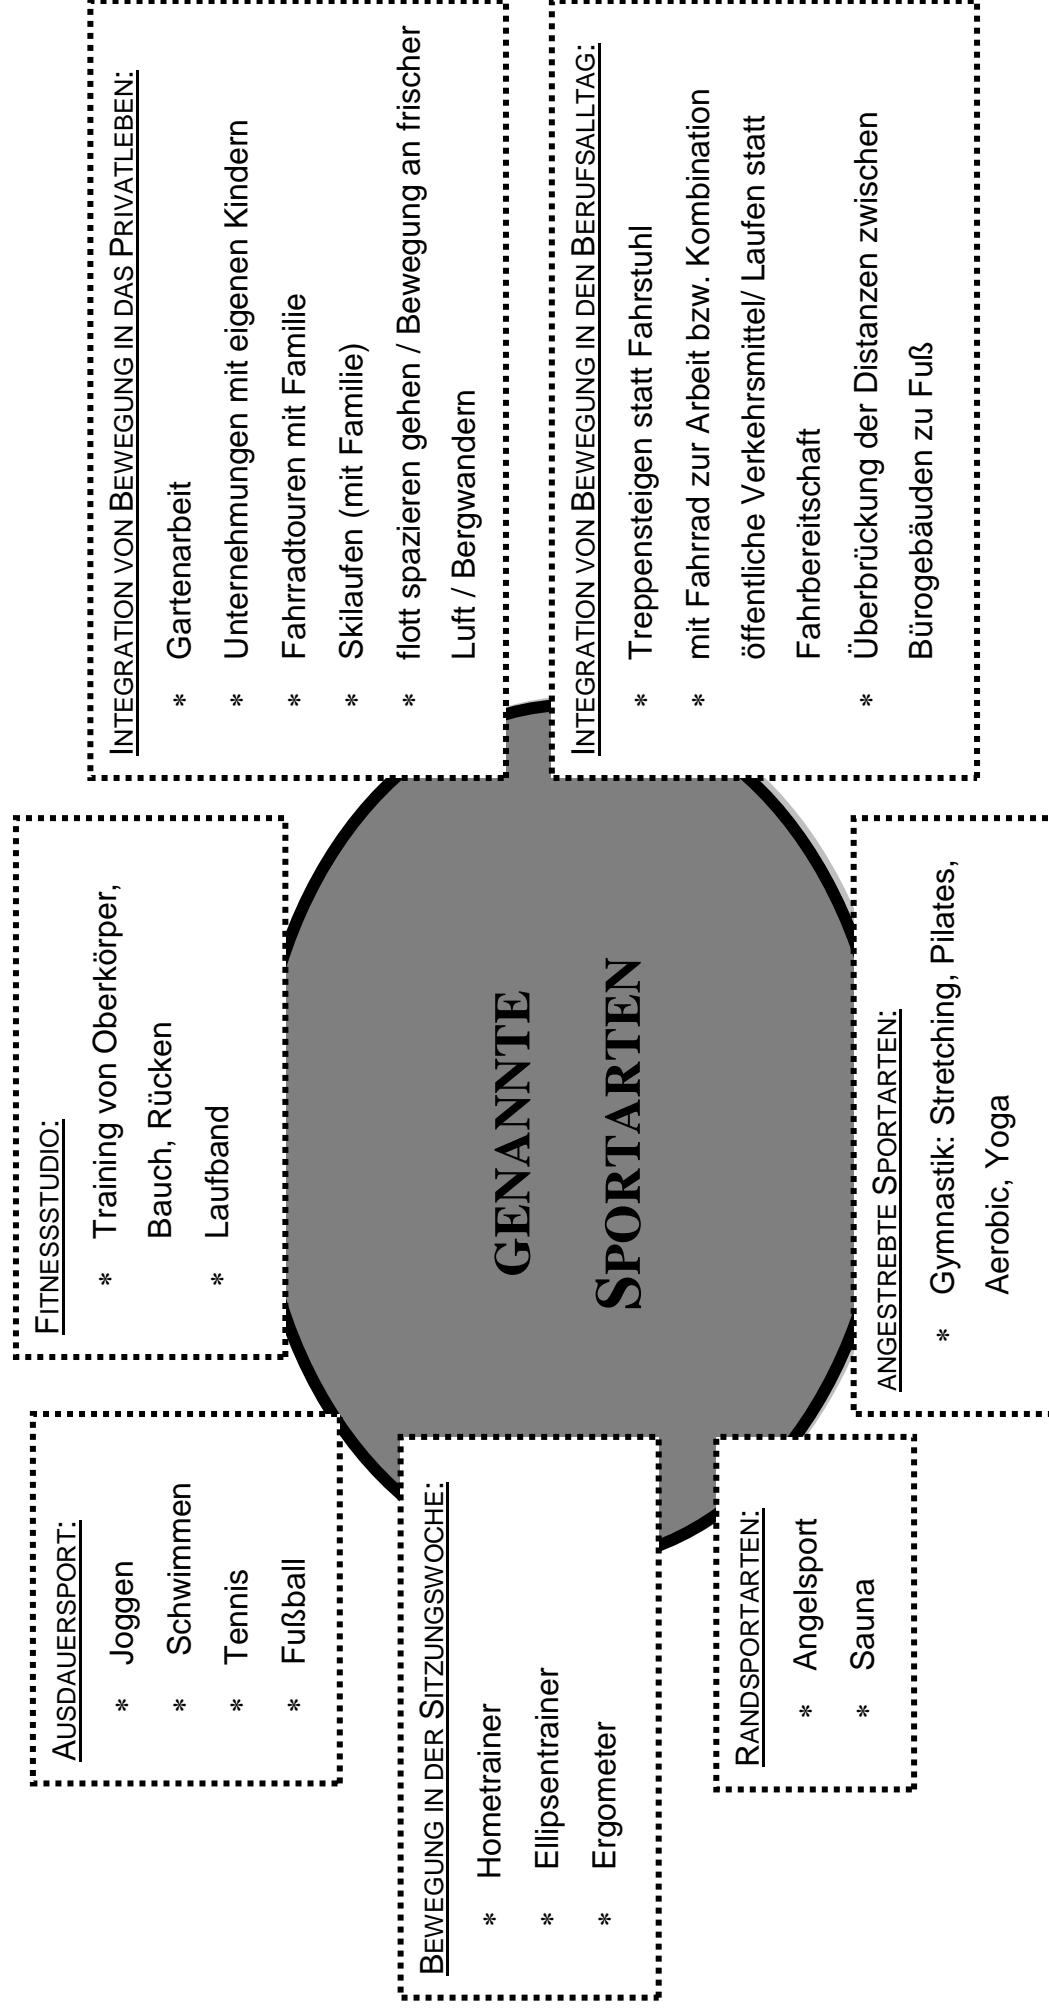 AUSDAUERSPORT:
* Joggen
* Schwimmen
* Tennis
* Fußball
FITNESSSTUDIO:
* Training von Oberkörper,
Bauch, Rücken
* Laufband
INTEGRATION VON BEWEGUNG IN DAS PRIVATLEBEN:
* Gartenarbeit
* Unternehmungen mit eigenen Kindern
* Fahrradtouren mit Familie
* Skilaufen (mit Familie)
* flott spazieren gehen / Bewegung an frischer
Luft / Bergwandern
BEWEGUNG IN DER SITZUNGSWOCHE:
* Hometrainer
* Ellipsentrainer
* Ergometer
GENANNTE
SPORTARTEN
INTEGRATION VON BEWEGUNG IN DEN BERUFSALLTAG:
* Treppensteigen statt Fahrstuhl
* mit Fahrrad zur Arbeit bzw. Kombination
öffentliche Verkehrsmittel/ Laufen statt
Fahrbereitschaft
* Überbrückung der Distanzen zwischen
Bürogebäuden zu Fuß
RANDSPORTARTEN:
* Angelsport
* Sauna
ANGESTREBTE SPORTARTEN:
* Gymnastik: Stretching, Pilates,
Aerobic, Yoga